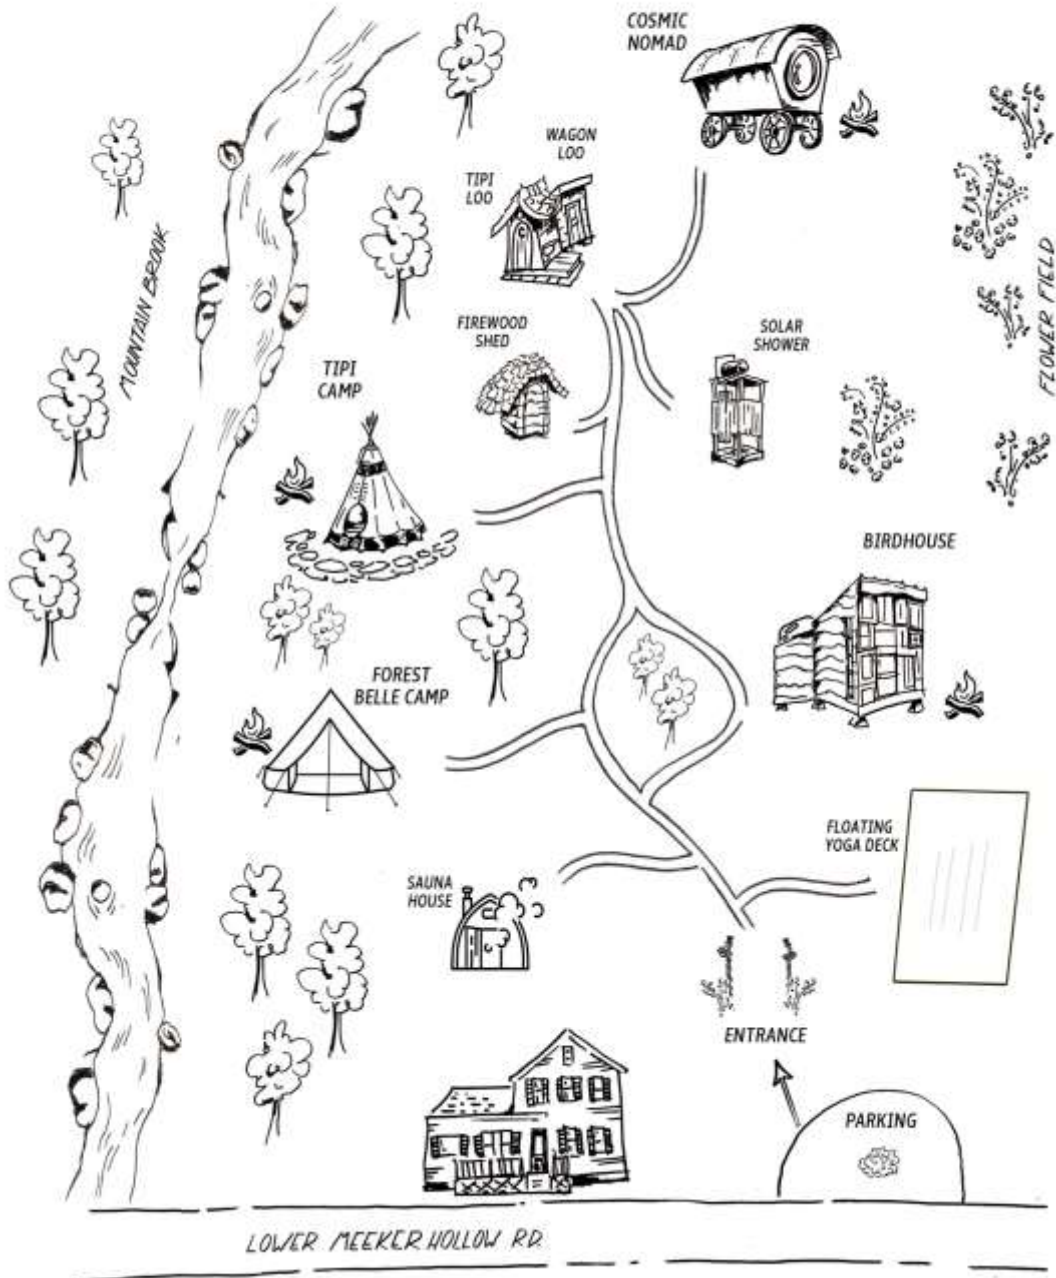 COSMIC
NOMAD
WAGON
LOO
TIPI
LOO
MOUNTAIN BROOK
FLOWER FIELD
FIREWOOD
SHED
SOLAR
SHOWER
TIPI
CAMP
BIRDHOUSE
FOREST
BELLE CAMP
FLOATING
YOGA DECK
SAUNA
HOUSE
ENTRANCE
PARKING
LOWER MEEKER HOLLOW RD.